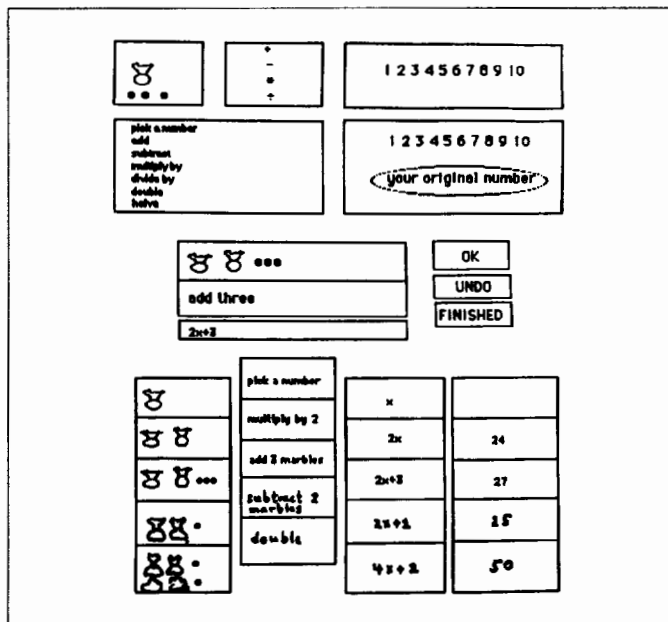 +
−
*
÷
1 2 3 4 5 6 7 8 9 10
pick a number
add
subtract
multiply by
divide by
double
halve
1 2 3 4 5 6 7 8 9 10
your original number
add three
2x+3
OK
UNDO
FINISHED
pick a number
multiply by 2
add 3 marbles
subtract 2
marbles
double
x
2x
2x+3
2x+1
4x+2
24
27
25
50